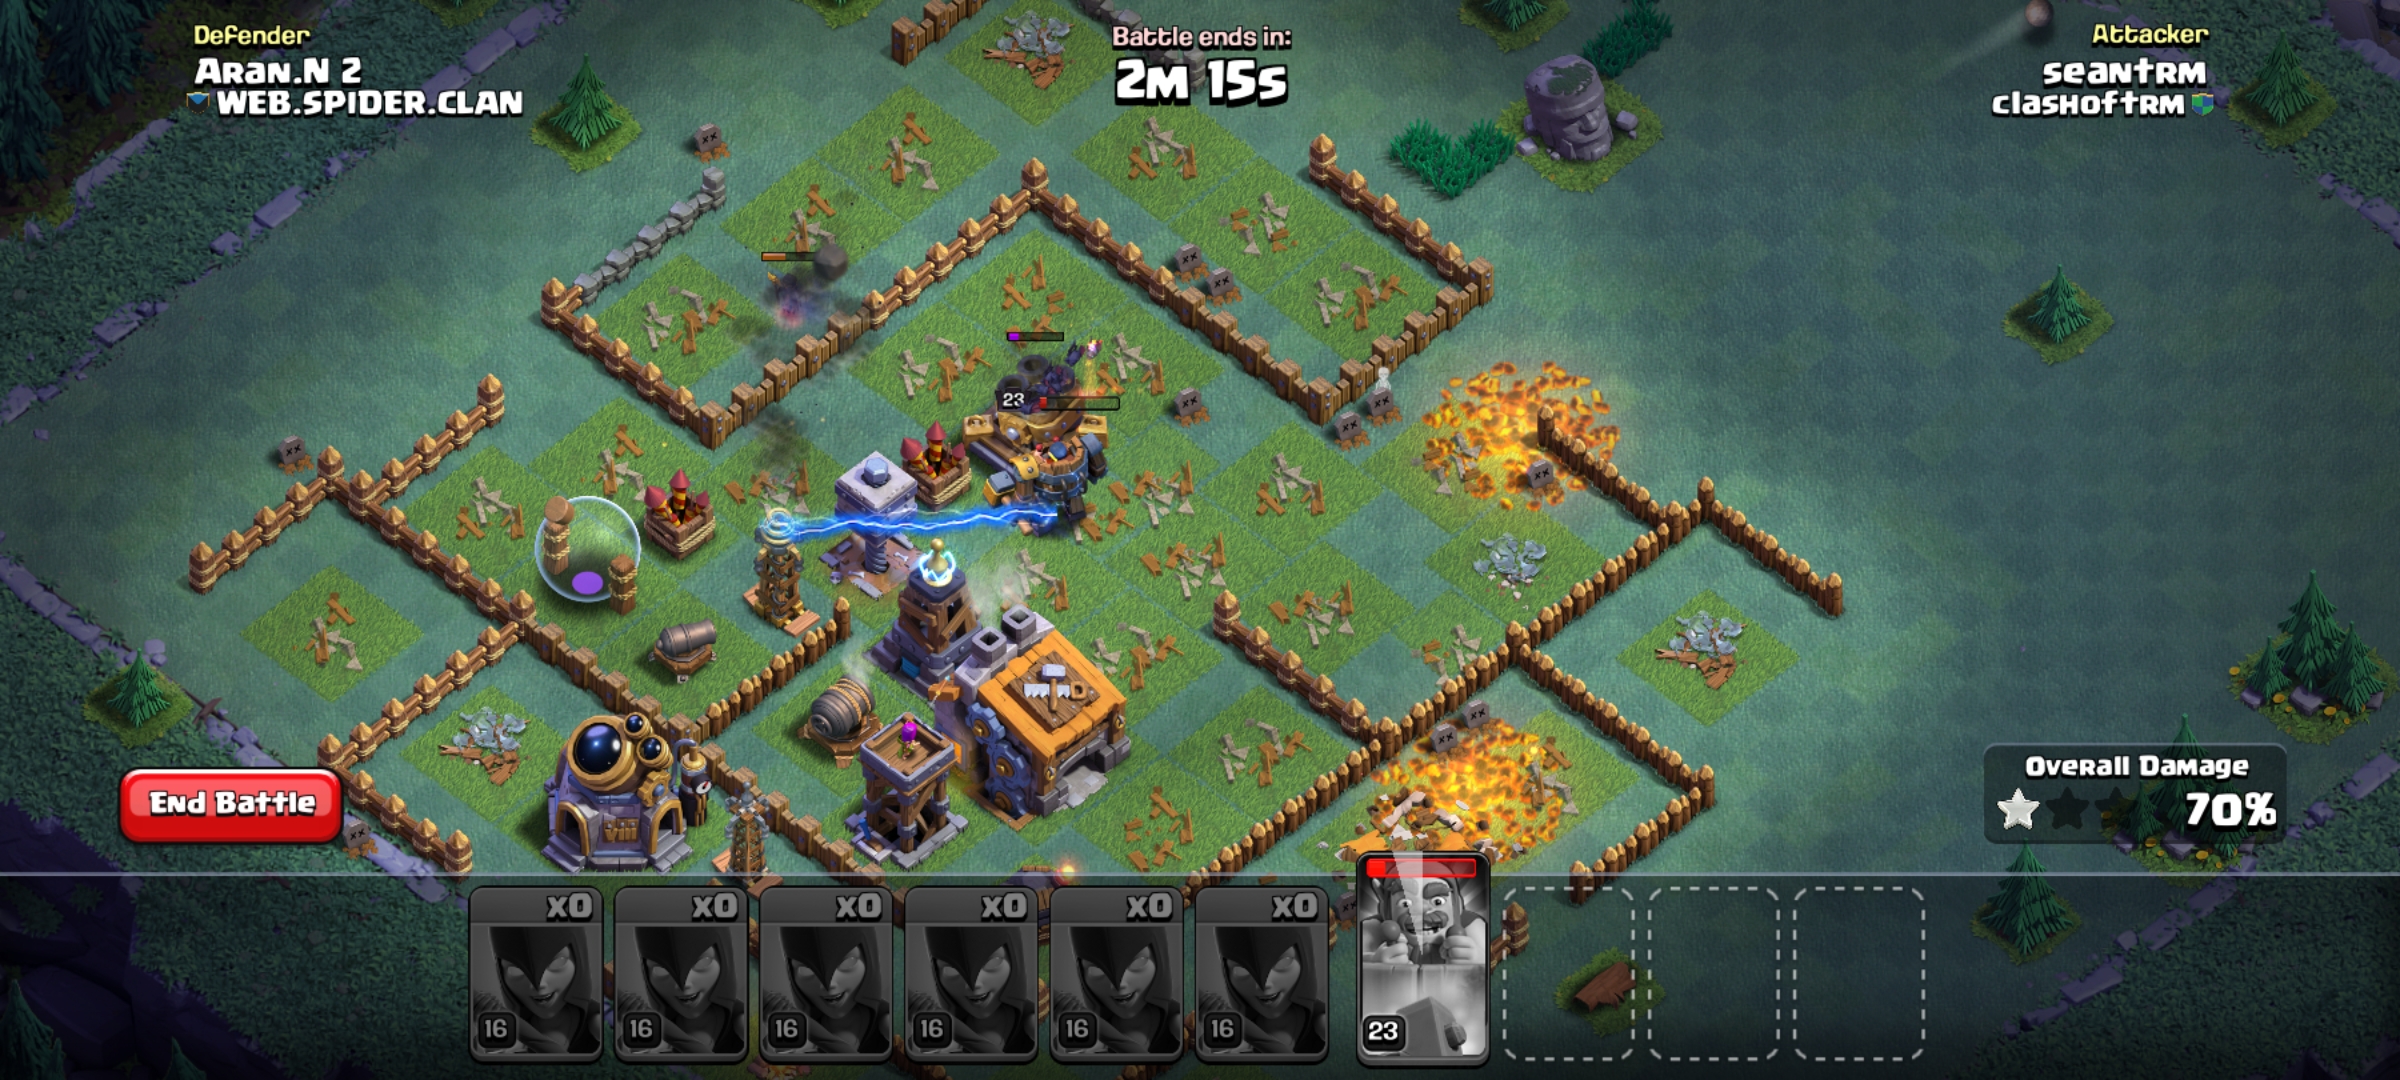 Defender
Aran.N 2
WEB.SPIDER.CLAN
Battle ends in:
2M 15s
Attacker
seantRM
clashoftRM
23
End Battle
Overall Damage
70%
x0
x0
x0
x0
x0
x0
16
16
16
16
16
16
23